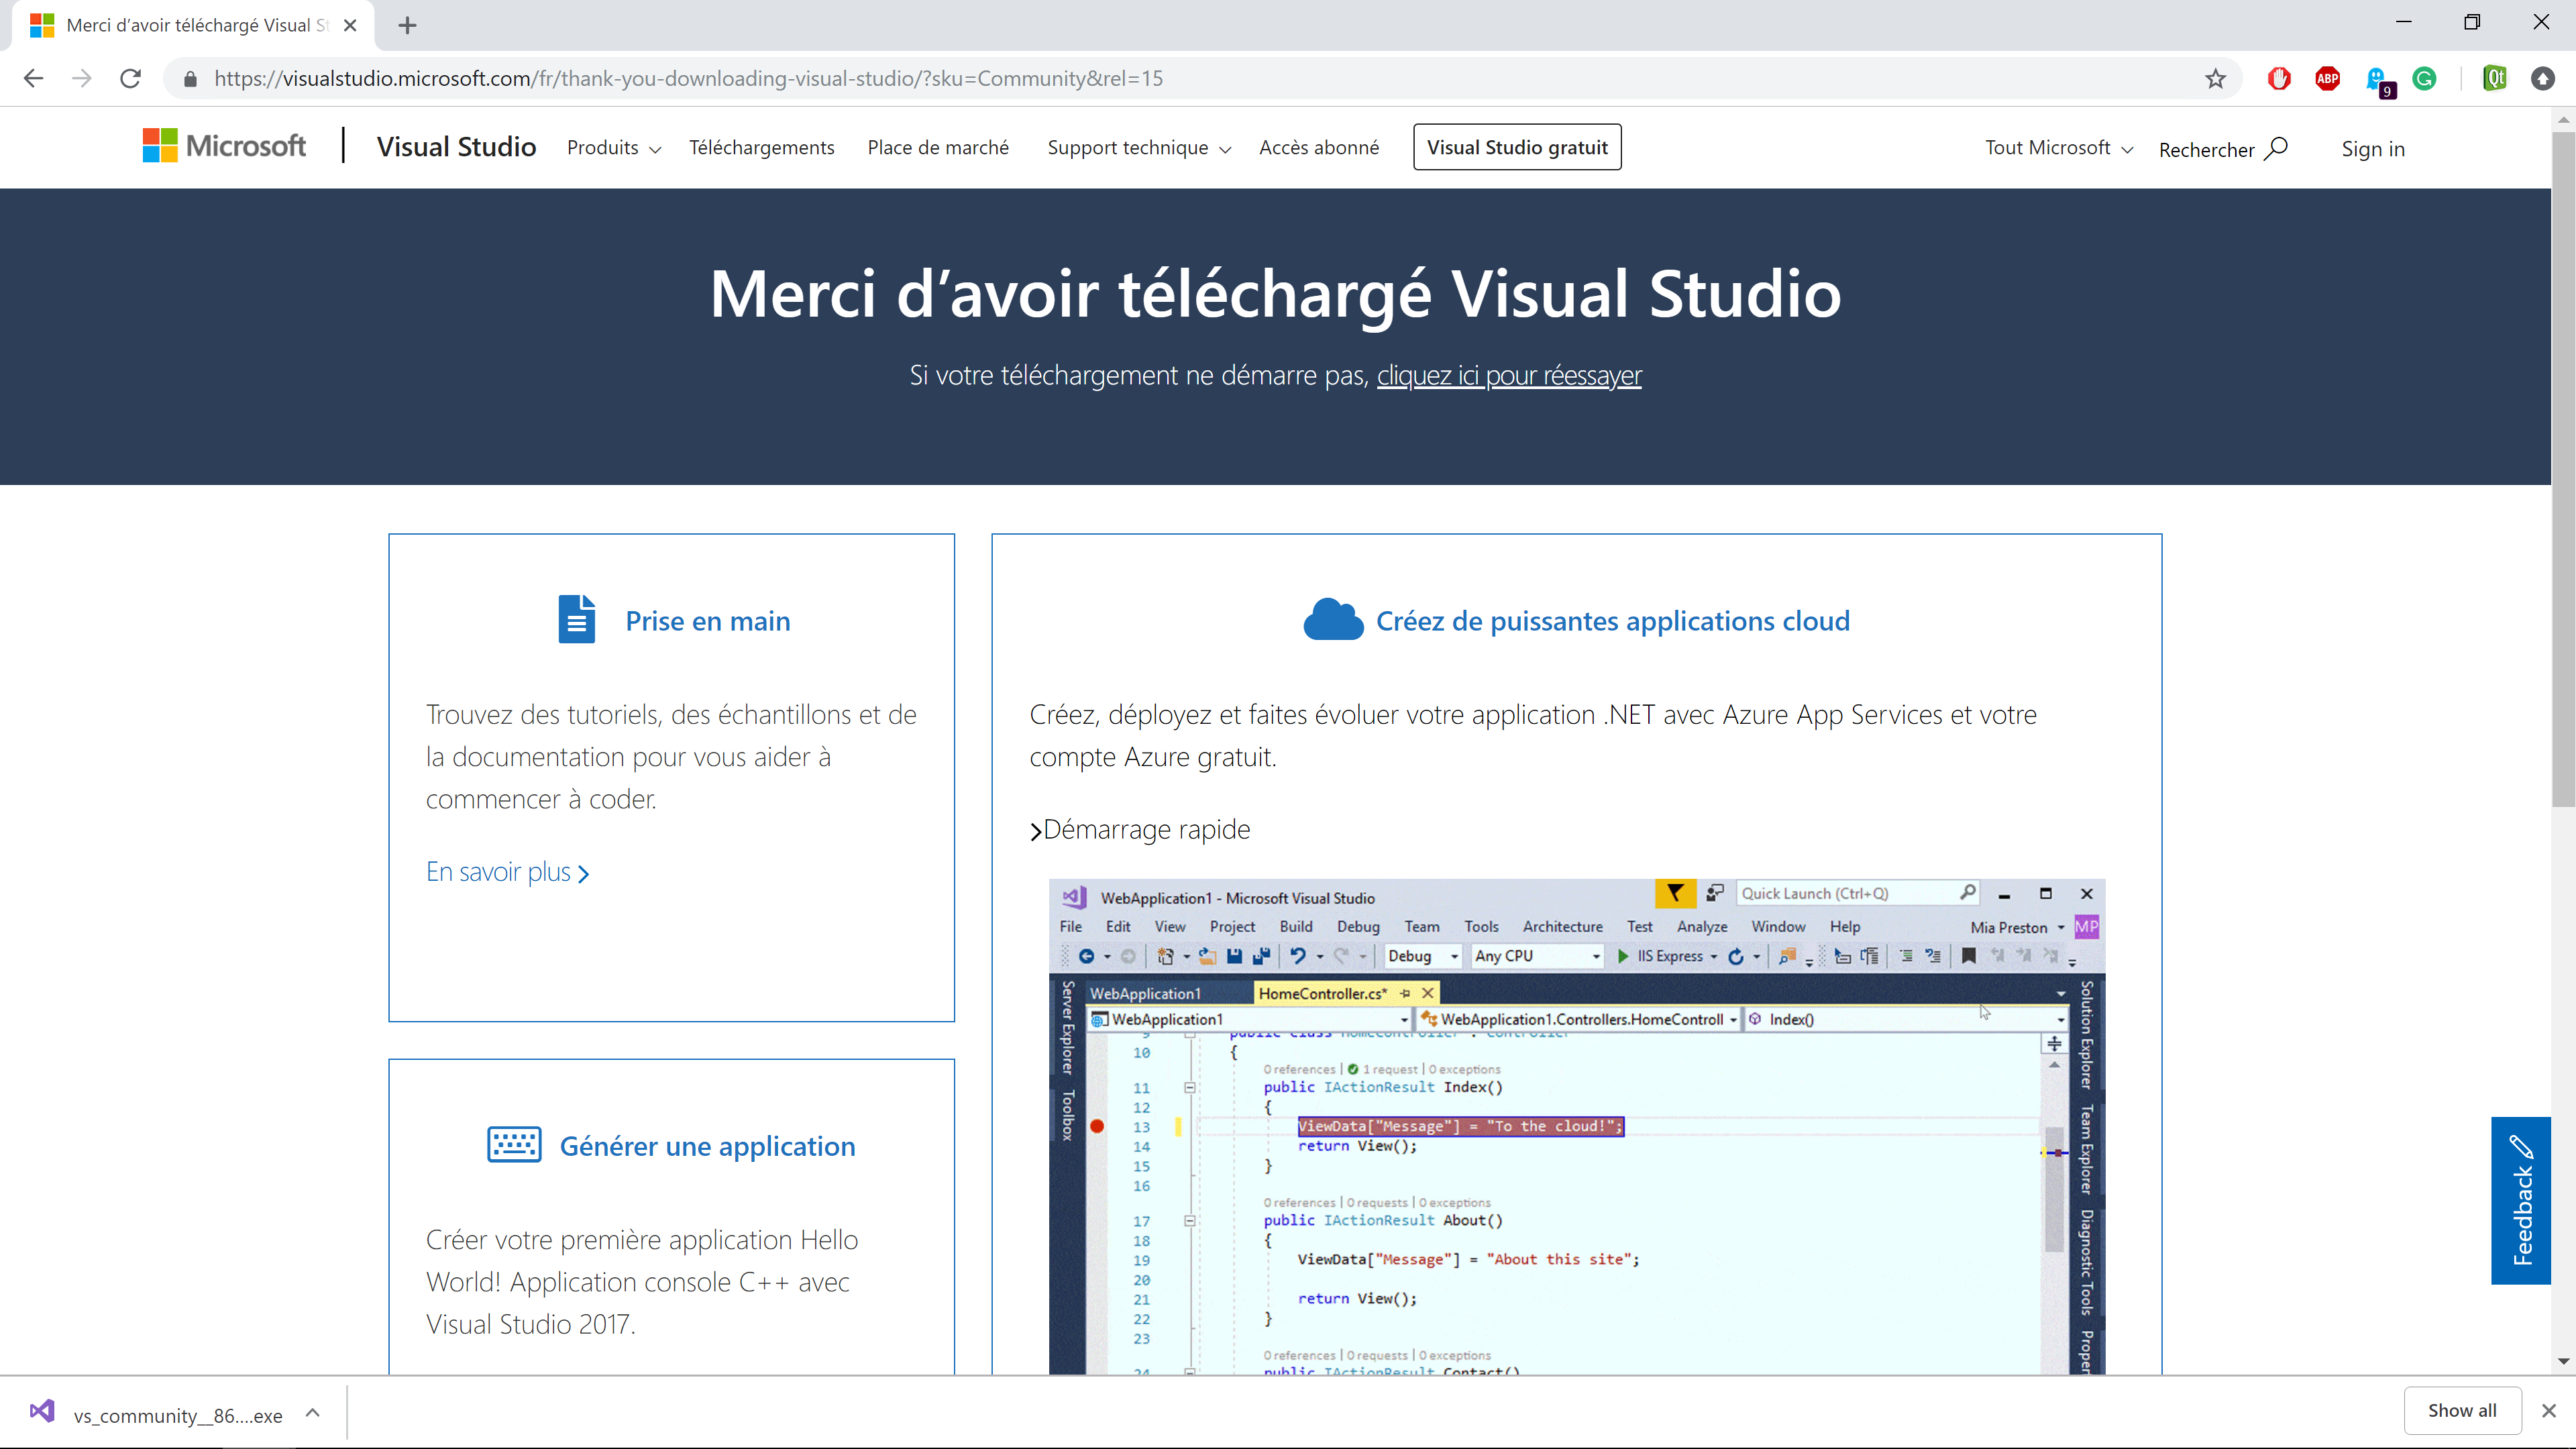 Merci d’avoir téléchargé Visual St
https://visualstudio.microsoft.com/fr/thank-you-downloading-visual-studio/?sku=Community&rel=15
ABP
9
Qt
Microsoft
Visual Studio
Produits
Téléchargements
Place de marché
Support technique
Accès abonné
Visual Studio gratuit
Tout Microsoft
Rechercher
Sign in
Merci d’avoir téléchargé Visual Studio
Si votre téléchargement ne démarre pas, cliquez ici pour réessayer
Prise en main
Trouvez des tutoriels, des échantillons et de
la documentation pour vous aider à
commencer à coder.
En savoir plus
Générer une application
Créer votre première application Hello
World! Application console C++ avec
Visual Studio 2017.
Créez de puissantes applications cloud
Créez, déployez et faites évoluer votre application .NET avec Azure App Services et votre
compte Azure gratuit.
Démarrage rapide
WebApplication1 - Microsoft Visual Studio
Quick Launch (Ctrl+Q)
File Edit View Project Build Debug Team Tools Architecture Test Analyze Window Help
Mia Preston
MP
Debug
Any CPU
IIS Express
Server Explorer
Toolbox
WebApplication1
HomeController.cs*
WebApplication1
WebApplication1.Controllers.HomeControll
Index()
9 public class HomeController : Controller
10 {
0 references | 1 request | 0 exceptions
11 public IActionResult Index()
12 {
13 ViewData["Message"] = "To the cloud!";
14 return View();
15 }
16
0 references | 0 requests | 0 exceptions
17 public IActionResult About()
18 {
19 ViewData["Message"] = "About this site";
20
21 return View();
22 }
23
0 references | 0 requests | 0 exceptions
24 public IActionResult Contact()
Solution Explorer
Team Explorer
Diagnostic Tools
Proper
Feedback
vs_community__86....exe
Show all